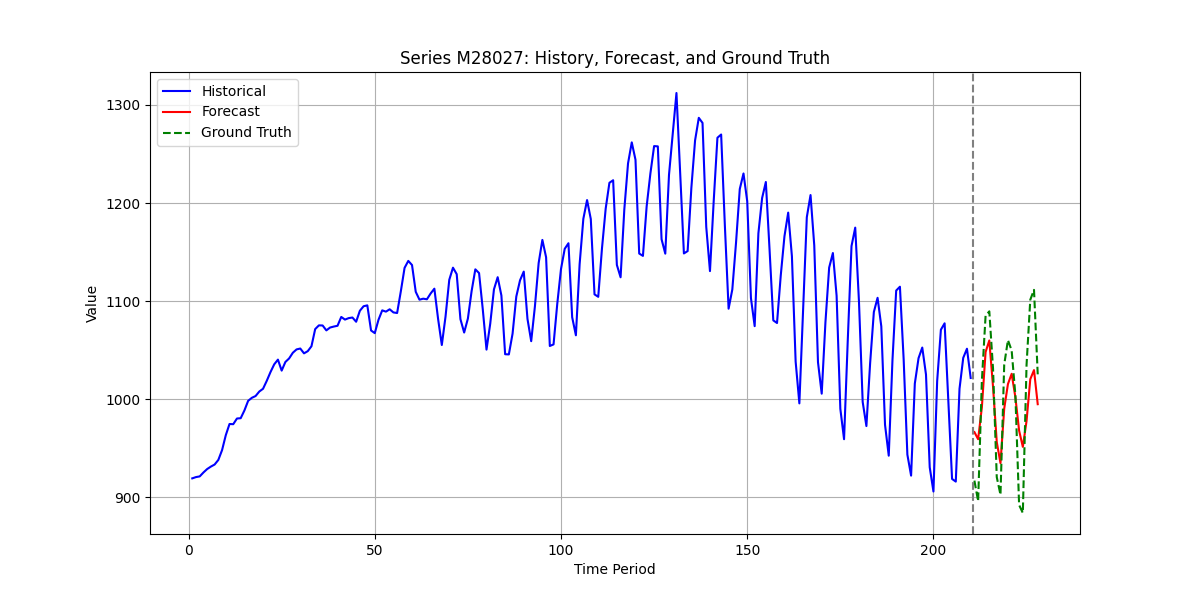 Series M28027: History, Forecast, and Ground Truth
Historical
Forecast
Ground Truth
1300
1200
1100
1000
900
Value
0 50 100 150 200
Time Period